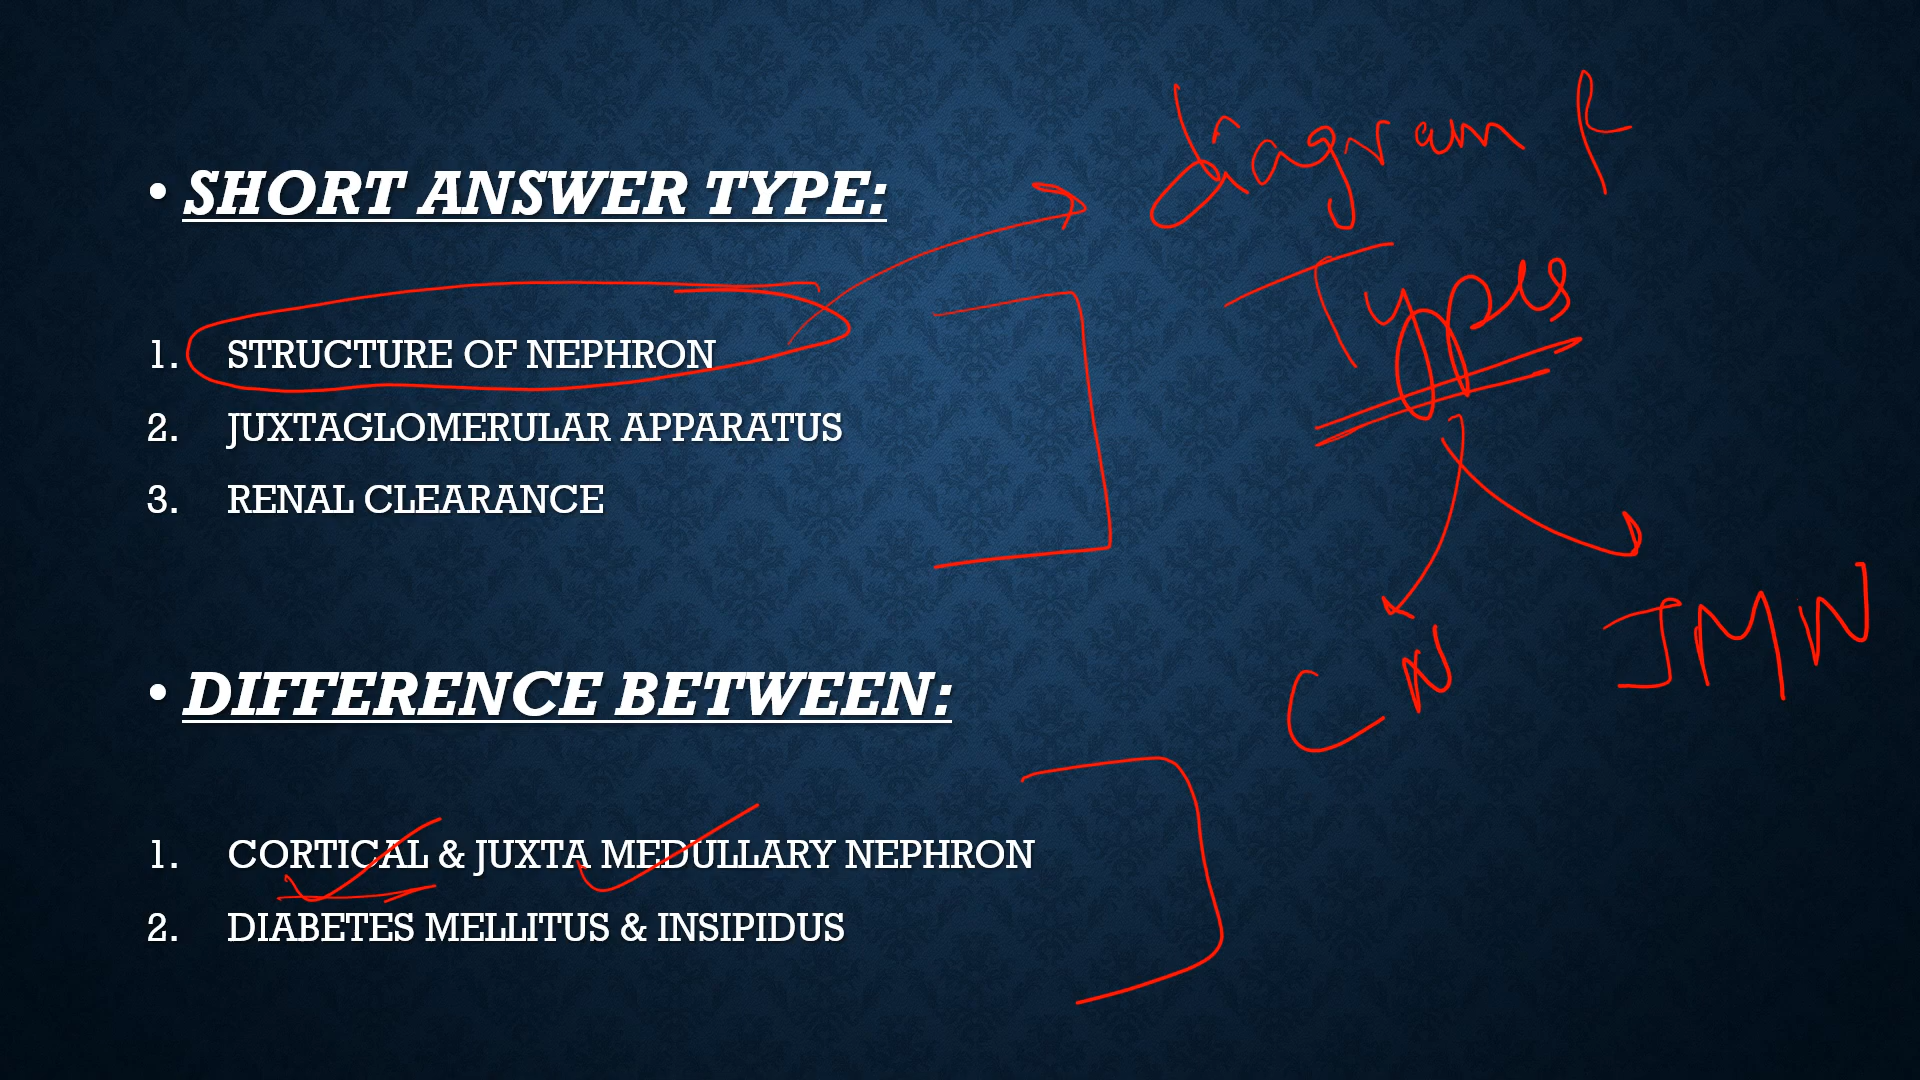 • SHORT ANSWER TYPE:
1. STRUCTURE OF NEPHRON
2. JUXTAGLOMERULAR APPARATUS
3. RENAL CLEARANCE
• DIFFERENCE BETWEEN:
1. CORTICAL & JUXTA MEDULLARY NEPHRON
2. DIABETES MELLITUS & INSIPIDUS
diagram
Types
CN
JMN